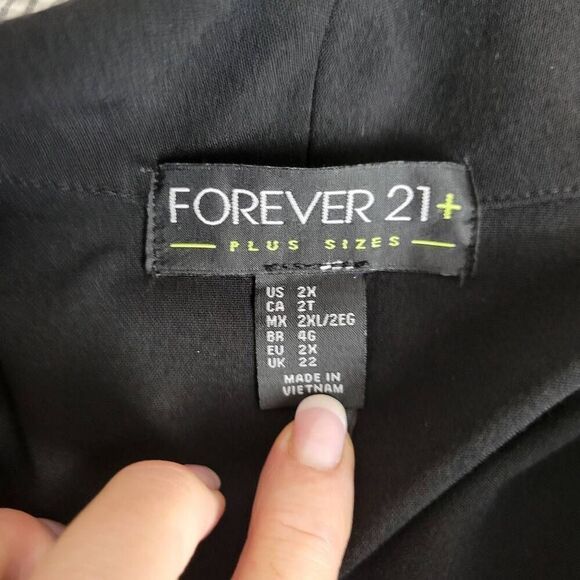 FOREVER 21+
PLUS SIZES
US 2X
CA 2T
MX 2XL/2EG
BR 4G
EU 2X
UK 22
MADE IN
VIETNAM